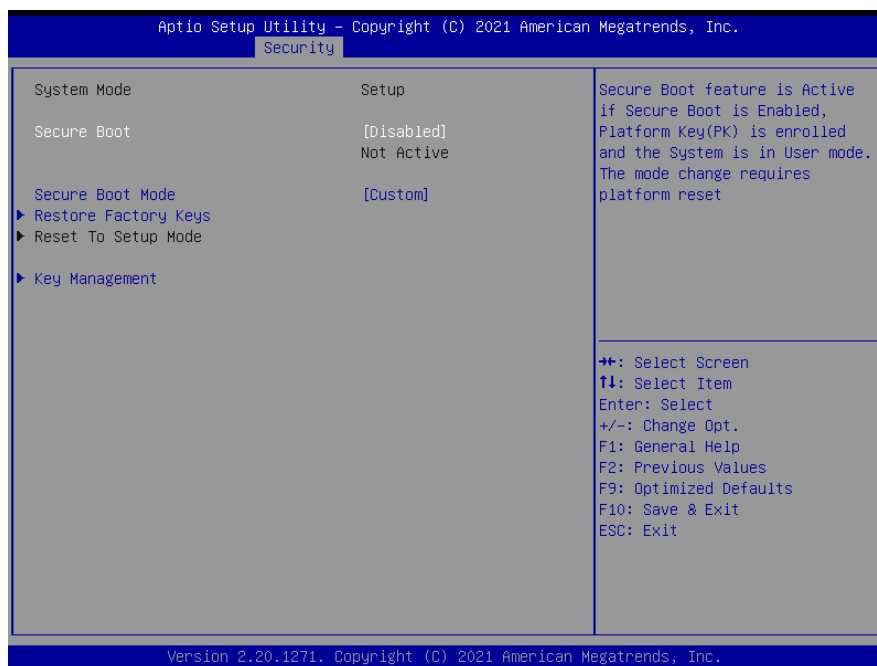 Aptio Setup Utility – Copyright (C) 2021 American Megatrends, Inc.
Security
System Mode Setup
Secure Boot [Disabled]
Not Active
Secure Boot Mode [Custom]
Restore Factory Keys
Reset To Setup Mode
Key Management
Secure Boot feature is Active
if Secure Boot is Enabled,
Platform Key(PK) is enrolled
and the System is in User mode.
The mode change requires
platform reset
→←: Select Screen
↑↓: Select Item
Enter: Select
+/-: Change Opt.
F1: General Help
F2: Previous Values
F9: Optimized Defaults
F10: Save & Exit
ESC: Exit
Version 2.20.1271. Copyright (C) 2021 American Megatrends, Inc.